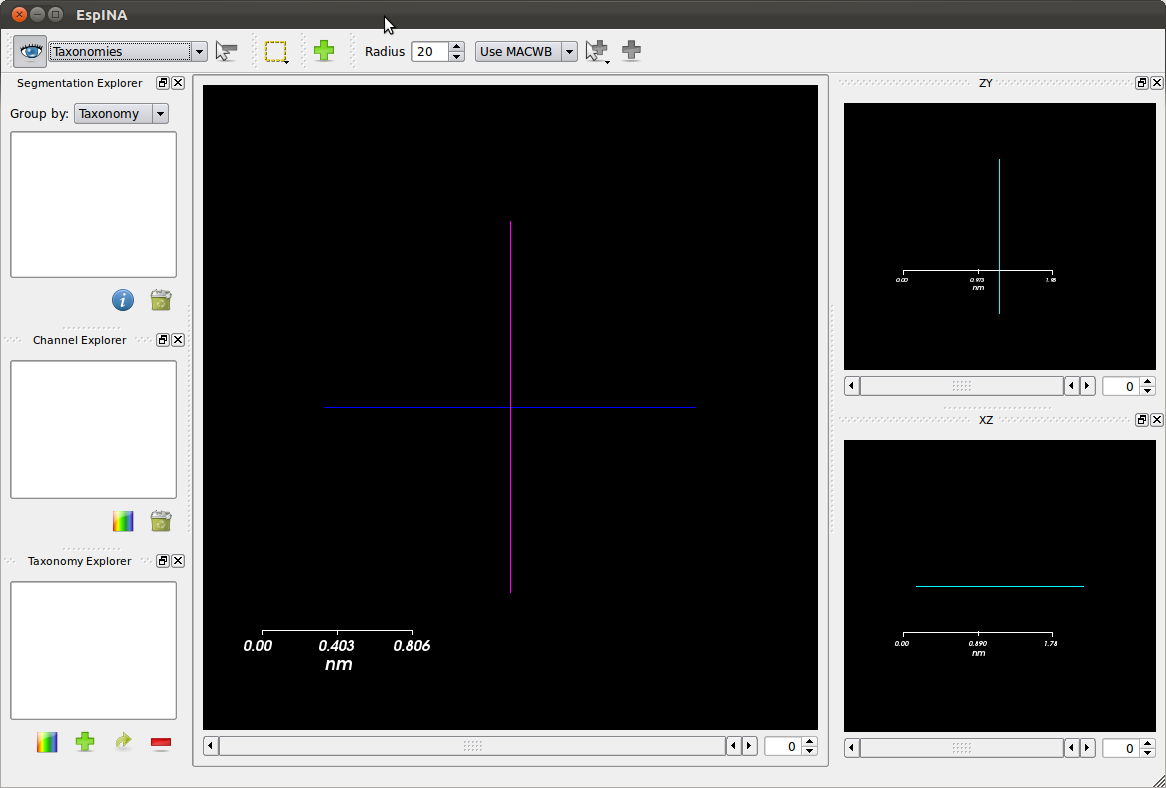 EspINA
Taxonomies
Radius 20 Use MACWB
Segmentation Explorer
Group by: Taxonomy
Channel Explorer
Taxonomy Explorer
0.00 0.403 0.806
nm
0
ZY
0.00 0.973 1.95
nm
0
XZ
0.00 0.890 1.78
nm
0